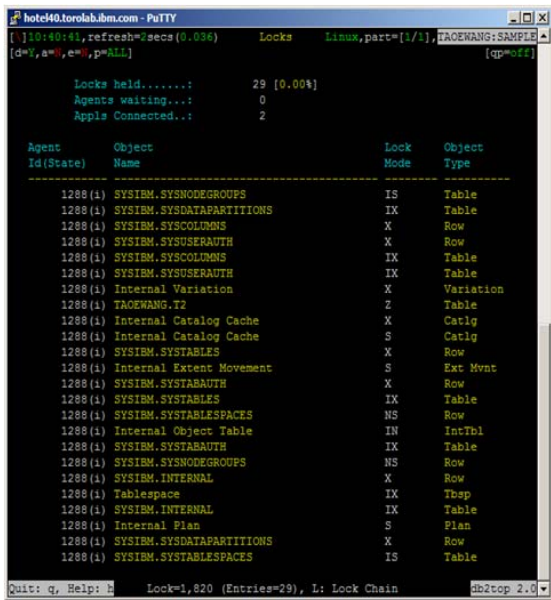 hotel40.torolab.ibm.com - PuTTY
[\]10:40:41,refresh=2secs(0.036) Locks Linux,part=[1/1],TAOEWANG:SAMPLE
[d=Y,a=N,e=N,p=ALL] [qp=off]
Locks held.......: 29 [0.00%]
Agents waiting...: 0
Appls Connected..: 2
Agent Object Lock Object
Id(State) Name Mode Type
1288(i) SYSIBM.SYSNODEGROUPS IS Table
1288(i) SYSIBM.SYSDATAPARTITIONS IX Table
1288(i) SYSIBM.SYSCOLUMNS X Row
1288(i) SYSIBM.SYSUSERAUTH X Row
1288(i) SYSIBM.SYSCOLUMNS IX Table
1288(i) SYSIBM.SYSUSERAUTH IX Table
1288(i) Internal Variation X Variation
1288(i) TAOEWANG.T2 Z Table
1288(i) Internal Catalog Cache X Catlg
1288(i) Internal Catalog Cache S Catlg
1288(i) SYSIBM.SYSTABLES X Row
1288(i) Internal Extent Movement S Ext Mvnt
1288(i) SYSIBM.SYSTABAUTH X Row
1288(i) SYSIBM.SYSTABLES IX Table
1288(i) SYSIBM.SYSTABLESPACES NS Row
1288(i) Internal Object Table IN IntTbl
1288(i) SYSIBM.SYSTABAUTH IX Table
1288(i) SYSIBM.SYSNODEGROUPS NS Row
1288(i) SYSIBM.INTERNAL X Row
1288(i) Tablespace IX Tbsp
1288(i) SYSIBM.INTERNAL IX Table
1288(i) Internal Plan S Plan
1288(i) SYSIBM.SYSDATAPARTITIONS X Row
1288(i) SYSIBM.SYSTABLESPACES IS Table
Quit: q, Help: h Lock=1,820 (Entries=29), L: Lock Chain db2top 2.0